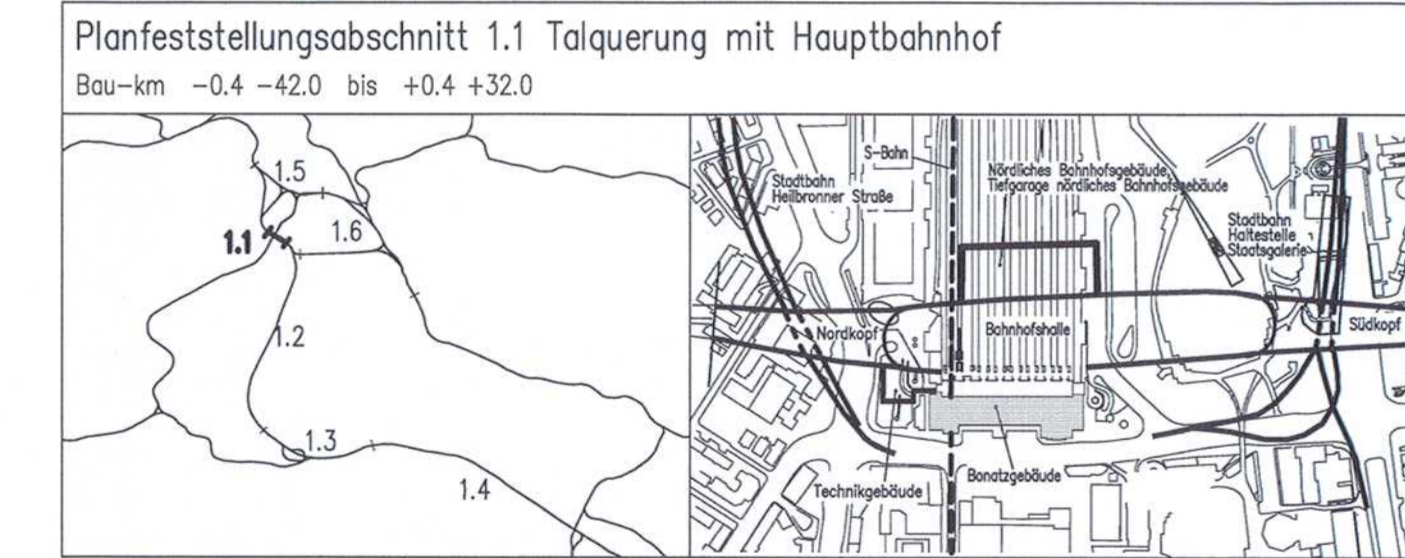 Planfeststellungsabschnitt 1.1 Talquerung mit Hauptbahnhof
Bau-km -0.4 -42.0 bis +0.4 +32.0
1.5
1.1
1.6
1.2
1.3
1.4
S-Bahn
Stadtbahn
Heilbronner Straße
Nördliches Bahnhofsgebäude,
Tiefgarage nördliches Bahnhofsgebäude
Stadtbahn
Haltestelle
Staatsgalerie
Nordkopf
Bahnhofshalle
Südkopf
Technikgebäude
Bonatzgebäude